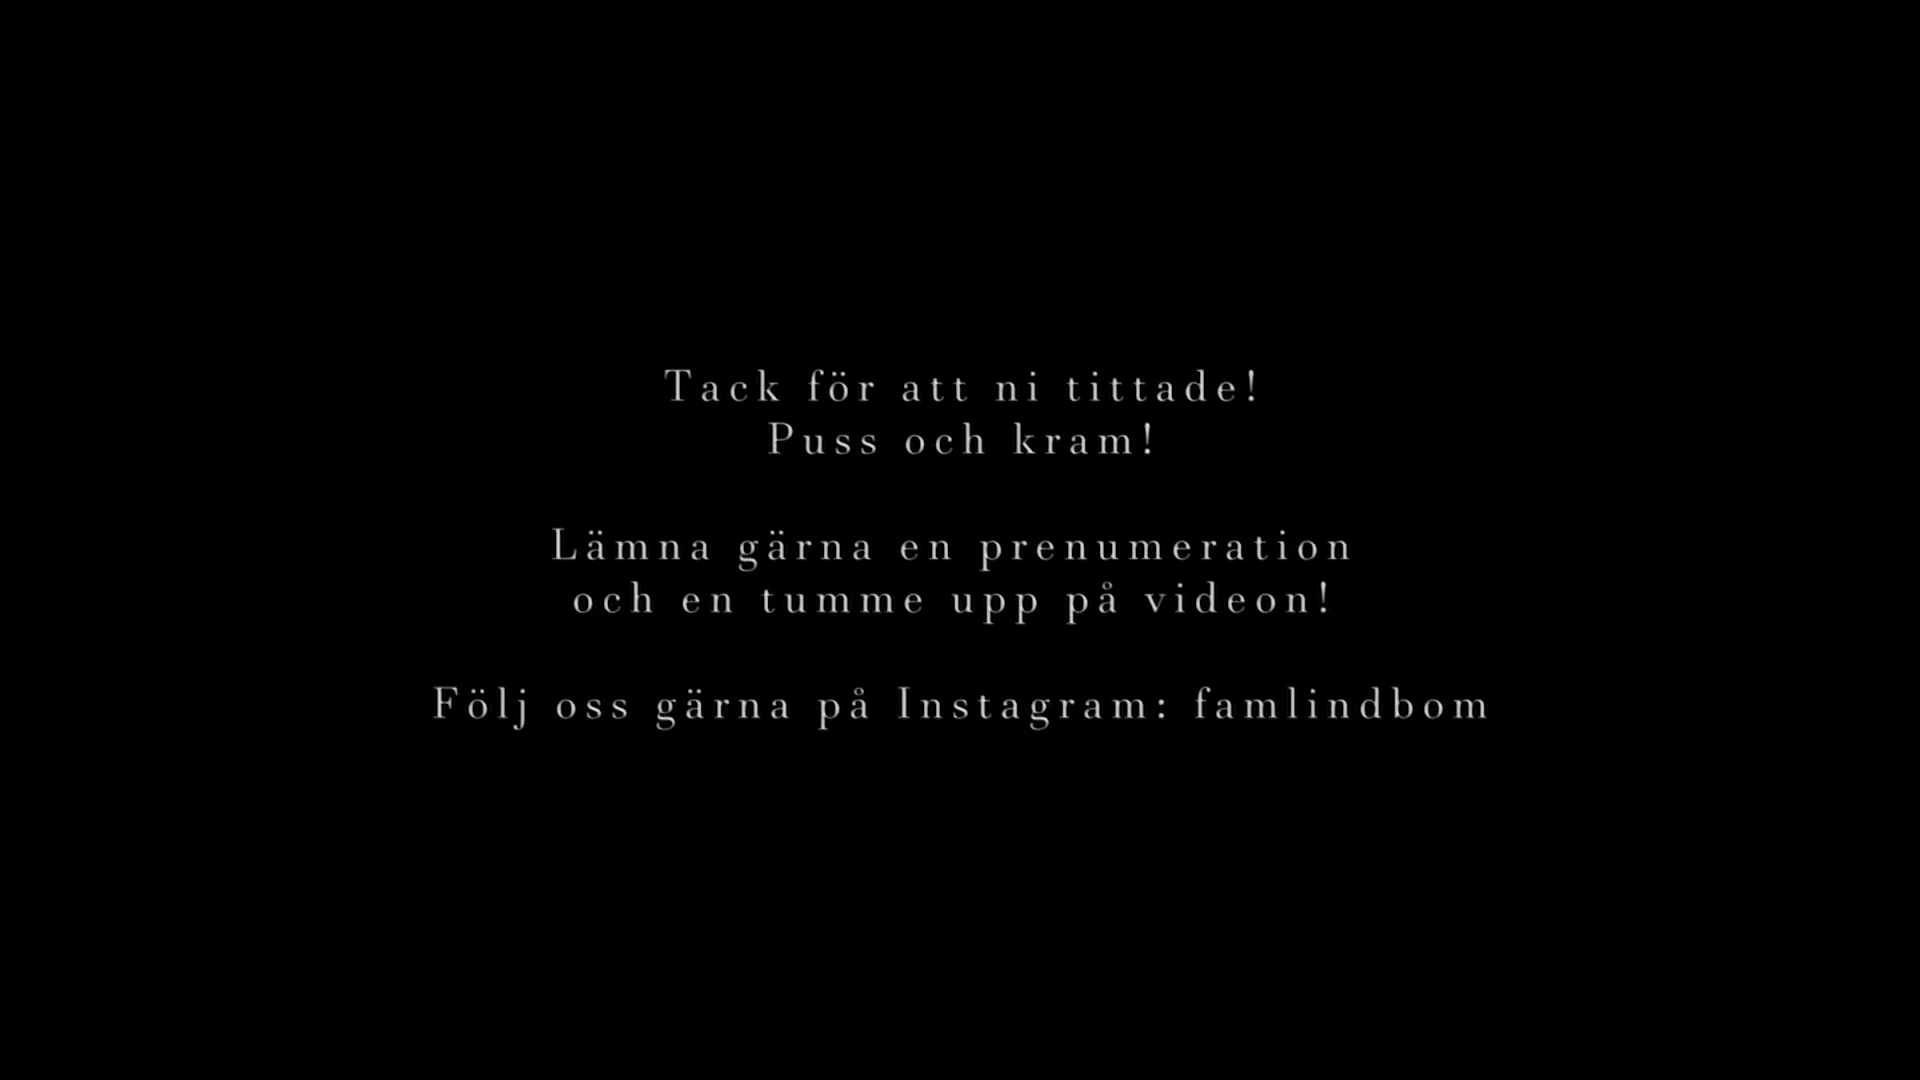 Tack för att ni tittade!
Puss och kram!
Lämna gärna en prenumeration
och en tumme upp på videon!
Följ oss gärna på Instagram: famlindbom